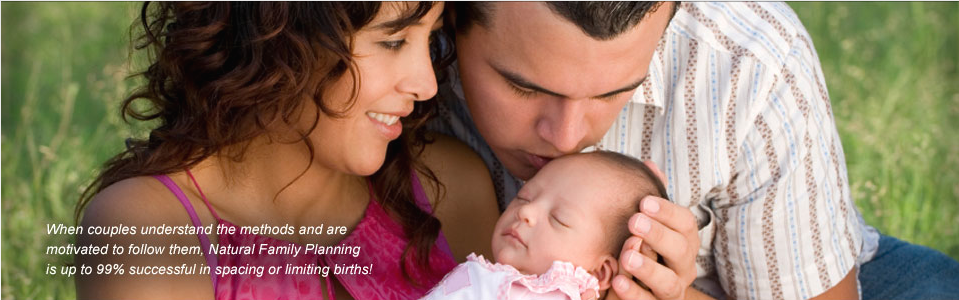 When couples understand the methods and are
motivated to follow them, Natural Family Planning
is up to 99% successful in spacing or limiting births!